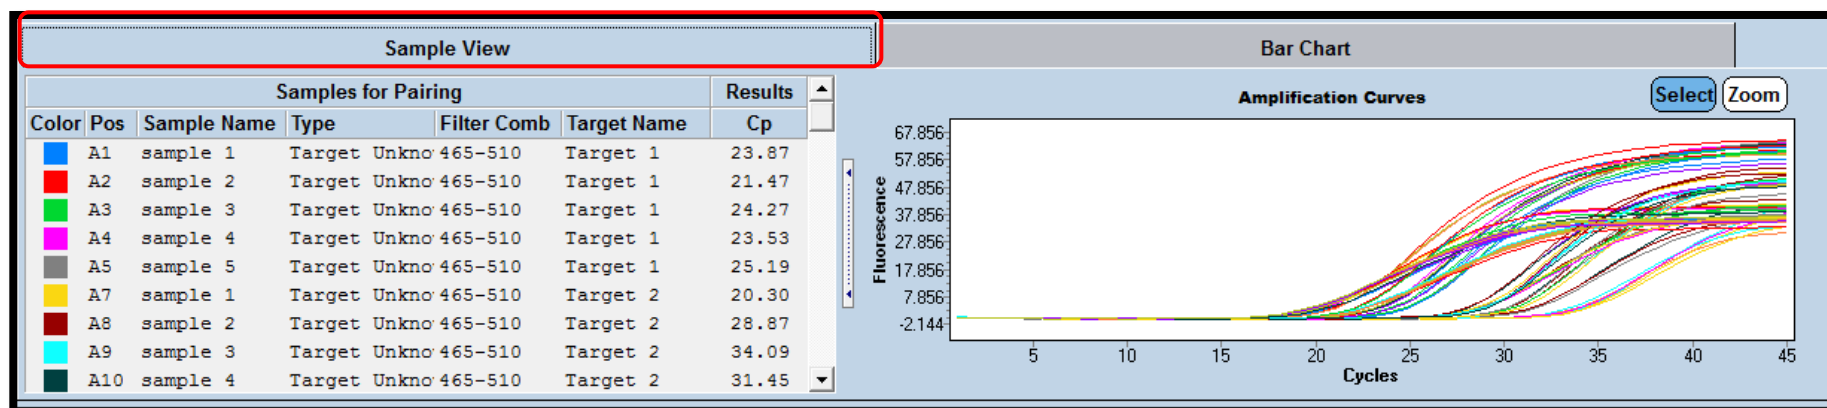 Sample View
Bar Chart
Samples for Pairing Results
Color Pos Sample Name Type Filter Comb Target Name Cp
A1 sample 1 Target Unkno 465-510 Target 1 23.87
A2 sample 2 Target Unkno 465-510 Target 1 21.47
A3 sample 3 Target Unkno 465-510 Target 1 24.27
A4 sample 4 Target Unkno 465-510 Target 1 23.53
A5 sample 5 Target Unkno 465-510 Target 1 25.19
A7 sample 1 Target Unkno 465-510 Target 2 20.30
A8 sample 2 Target Unkno 465-510 Target 2 28.87
A9 sample 3 Target Unkno 465-510 Target 2 34.09
A10 sample 4 Target Unkno 465-510 Target 2 31.45
Amplification Curves
Select Zoom
Fluorescence
67.856
57.856
47.856
37.856
27.856
17.856
7.856
-2.144
5 10 15 20 25 30 35 40 45
Cycles